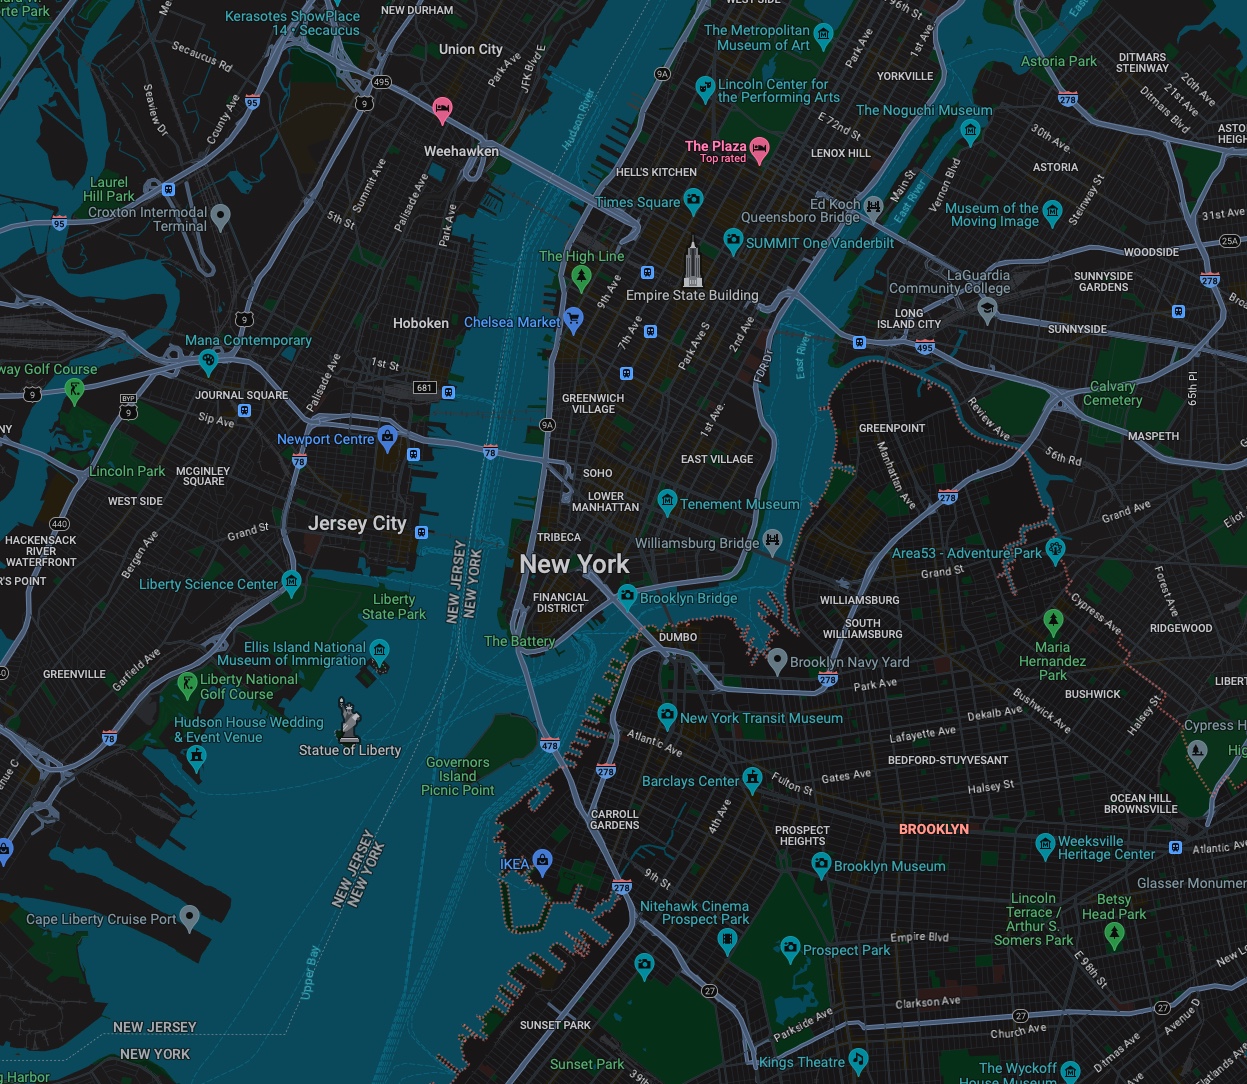 NEW DURHAM
WEST SIDE
96th St
Kerasotes ShowPlace
14 - Secaucus
Union City
Park Ave
JFK Blvd E
The Metropolitan
Museum of Art
Park Ave
1st Ave
Astoria Park
DITMARS
STEINWAY
Secaucus Rd
YORKVILLE
9A
495
9
95
278
Lincoln Center for
the Performing Arts
20th Ave
21st Ave
Ditmars Blvd
Seaview Dr
County Ave
Hudson River
The Noguchi Museum
E 72nd St
30th Ave
Weehawken
The Plaza
Top rated
LENOX HILL
ASTORIA
HELL'S KITCHEN
Summit Ave
Palisade Ave
Park Ave
Laurel
Hill Park
Croxton Intermodal
Terminal
95
5th St
Times Square
Ed Koch
Queensboro Bridge
Main St
East River
Vernon Blvd
Museum of the
Moving Image
Steinway St
31st Ave
25A
SUMMIT One Vanderbilt
WOODSIDE
The High Line
9th Ave
Empire State Building
LaGuardia
Community College
SUNNYSIDE
GARDENS
278
Hoboken
Chelsea Market
7th Ave
Park Ave S
2nd Ave
LONG
ISLAND CITY
SUNNYSIDE
9
Mana Contemporary
FDR Dr
East River
495
1st St
Palisade Ave
way Golf Course
681
65th Pl
Calvary
Cemetery
9
BYP
9
JOURNAL SQUARE
GREENWICH
VILLAGE
Sip Ave
9A
1st Ave.
GREENPOINT
Review Ave
MASPETH
NY
Newport Centre
78
78
EAST VILLAGE
Manhattan Ave
56th Rd
Lincoln Park
MCGINLEY
SQUARE
SOHO
WEST SIDE
LOWER
MANHATTAN
Tenement Museum
278
Grand Ave
Eliot
440
Jersey City
Grand St
HACKENSACK
RIVER
WATERFRONT
Bergen Ave
TRIBECA
Williamsburg Bridge
Area53 - Adventure Park
New York
Grand St
R'S POINT
Liberty Science Center
NEW JERSEY
NEW YORK
FINANCIAL
DISTRICT
Brooklyn Bridge
WILLIAMSBURG
Forest Ave
Cypress Ave
Liberty
State Park
The Battery
DUMBO
SOUTH
WILLIAMSBURG
RIDGEWOOD
Ellis Island National
Museum of Immigration
Brooklyn Navy Yard
Maria
Hernandez
Park
GREENVILLE
Garfield Ave
Liberty National
Golf Course
278
Park Ave
BUSHWICK
LIBERT
Hudson House Wedding
& Event Venue
New York Transit Museum
Dekalb Ave
Bushwick Ave
Halsey St
Cypress H
78
Statue of Liberty
478
Atlantic Ave
Lafayette Ave
Governors
Island
Picnic Point
278
BEDFORD-STUYVESANT
Barclays Center
Fulton St
Gates Ave
Halsey St
OCEAN HILL
BROWNSVILLE
CARROLL
GARDENS
4th Ave
PROSPECT
HEIGHTS
BROOKLYN
Weeksville
Heritage Center
Atlantic Ave
NEW JERSEY
NEW YORK
IKEA
Brooklyn Museum
9th St
278
Glasser Monumen
Cape Liberty Cruise Port
Nitehawk Cinema
Prospect Park
Lincoln
Terrace /
Arthur S.
Somers Park
Betsy
Head Park
Empire Blvd
Prospect Park
E 98th St
Upper Bay
27
Clarkson Ave
27
27
SUNSET PARK
Parkside Ave
Church Ave
Avenue D
NEW JERSEY
NEW YORK
Sunset Park
Kings Theatre
Ditmas Ave
The Wyckoff
House Museum
Harbor